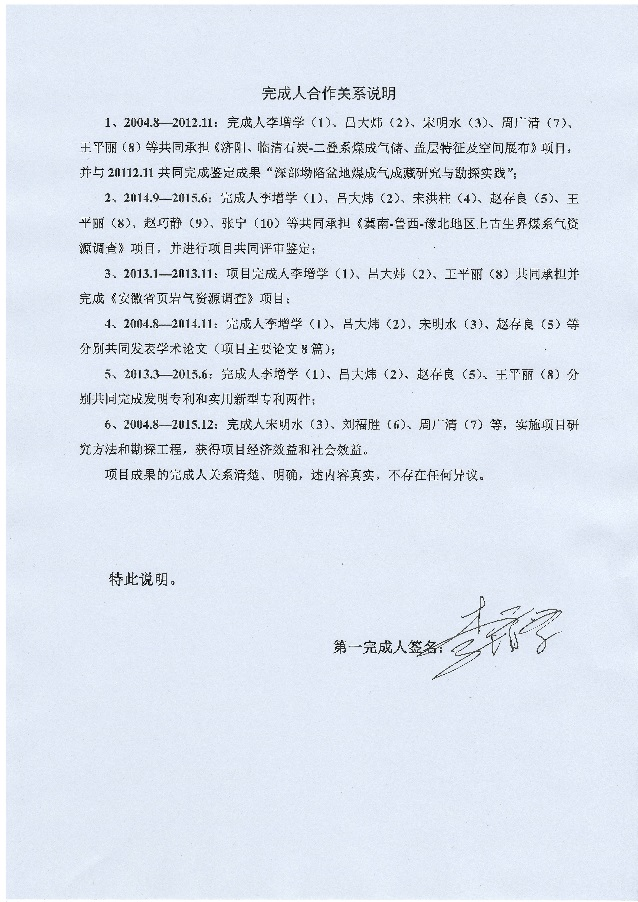 完成人合作关系说明
1、2004.8—2012.11：完成人李增学（1）、吕大炜（2）、宋明水（3）、周广清（7）、
王平丽（8）等共同承担《济阳、临清石炭-二叠系煤成气储、盖层特征及空间展布》项目，
并与20112.11 共同完成鉴定成果“深部坳陷盆地煤成气成藏研究与勘探实践”；
2、2014.9—2015.6：完成人李增学（1）、吕大炜（2）、宋洪柱（4）、赵存良（5）、王
平丽（8）、赵巧静（9）、张宁（10）等共同承担《冀南-鲁西-豫北地区上古生界煤系气资
源调查》项目，并进行项目共同评审鉴定；
3、2013.1—2013.11：项目完成人李增学（1）、吕大炜（2）、王平丽（8）共同承担并
完成《安徽省页岩气资源调查》项目；
4、2004.8—2014.11：完成人李增学（1）、吕大炜（2）、宋明水（3）、赵存良（5）等
分别共同发表学术论文（项目主要论文 8 篇）；
5、2013.3—2015.6：完成人李增学（1）、吕大炜（2）、赵存良（5）、王平丽（8）分
别共同完成发明专利和实用新型专利两件；
6、2004.8—2015.12：完成人宋明水（3）、刘福胜（6）、周广清（7）等，实施项目研
究方法和勘探工程，获得项目经济效益和社会效益。
项目成果的完成人关系清楚、明确，述内容真实，不存在任何异议。
特此说明。
第一完成人签名：李增学